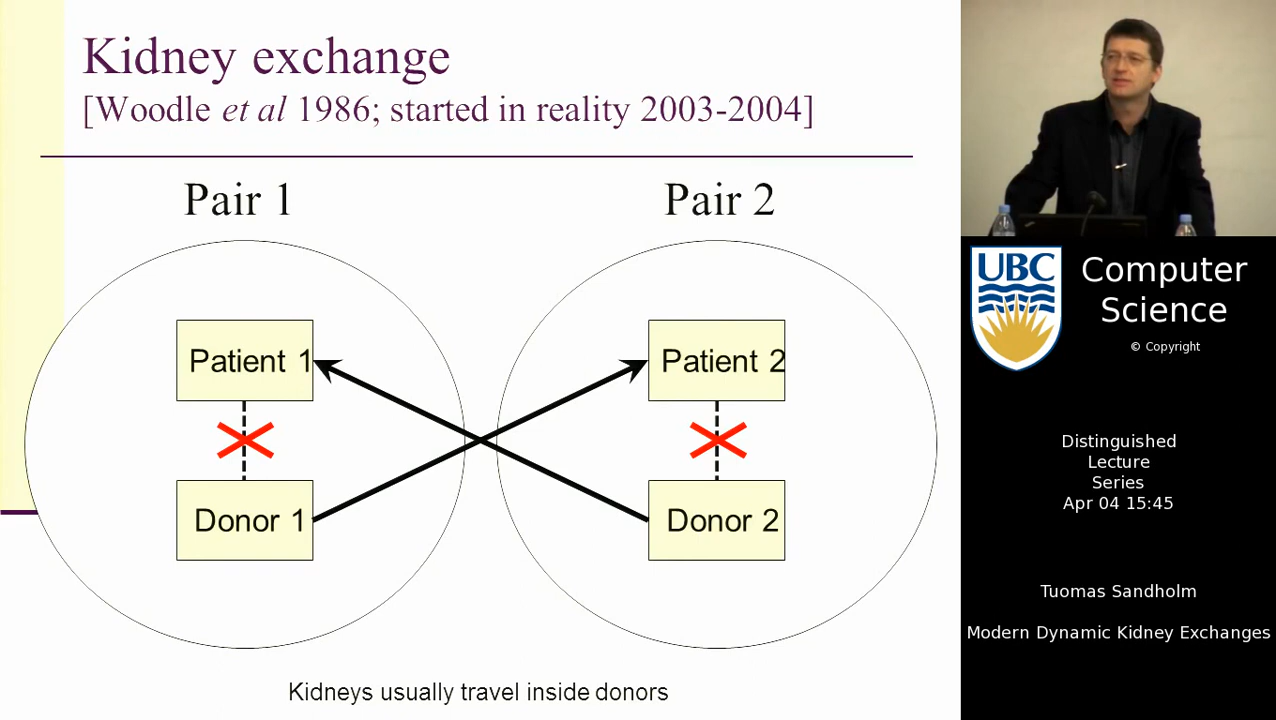 Kidney exchange
[Woodle et al 1986; started in reality 2003-2004]
Pair 1
Pair 2
Patient 1
Patient 2
Donor 1
Donor 2
Kidneys usually travel inside donors
UBC
Computer
Science
© Copyright
Distinguished
Lecture
Series
Apr 04 15:45
Tuomas Sandholm
Modern Dynamic Kidney Exchanges